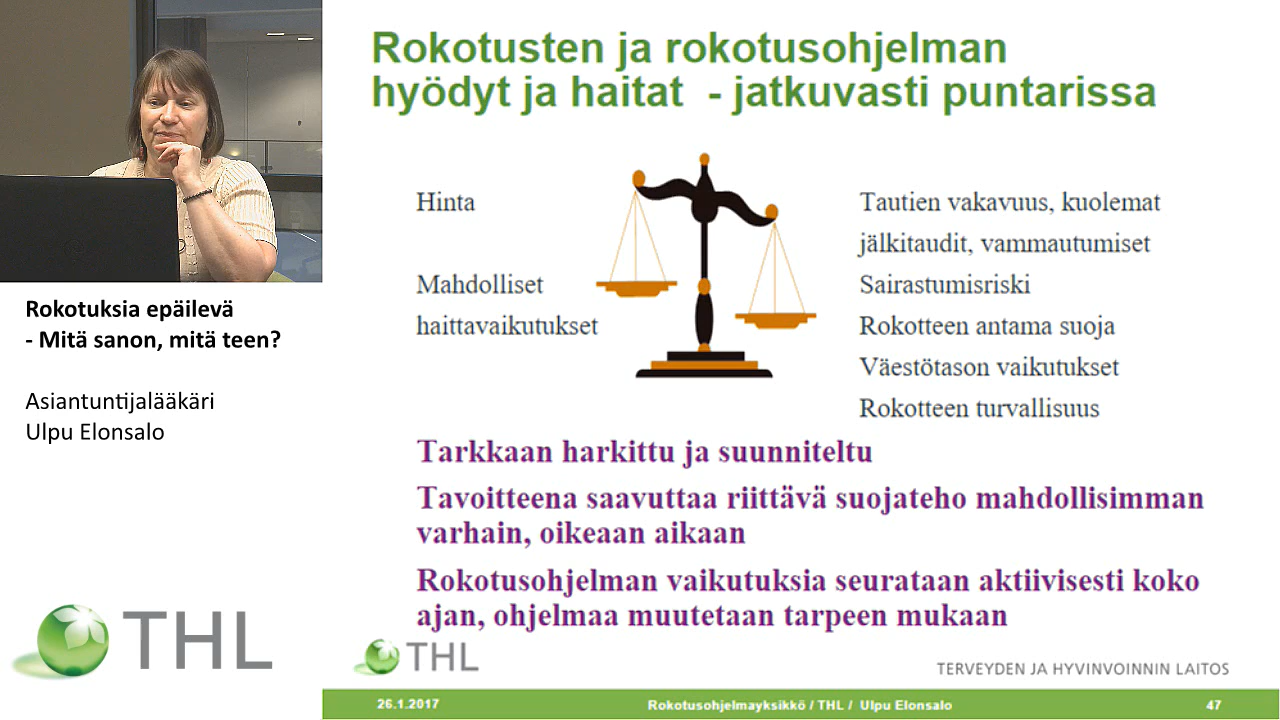 Rokotusten ja rokotusohjelman
hyödyt ja haitat - jatkuvasti puntarissa
Hinta
Mahdolliset
haittavaikutukset
Tautien vakavuus, kuolemat
jälkitaudit, vammautumiset
Sairastumisriski
Rokotteen antama suoja
Väestötason vaikutukset
Rokotteen turvallisuus
Tarkkaan harkittu ja suunniteltu
Tavoitteena saavuttaa riittävä suojateho mahdollisimman
varhain, oikeaan aikaan
Rokotusohjelman vaikutuksia seurataan aktiivisesti koko
ajan, ohjelmaa muutetaan tarpeen mukaan
THL
TERVEYDEN JA HYVINVOINNIN LAITOS
26.1.2017
Rokotusohjelmayksikkö / THL / Ulpu Elonsalo
47
Rokotuksia epäilevä
- Mitä sanon, mitä teen?
Asiantuntijalääkäri
Ulpu Elonsalo
THL